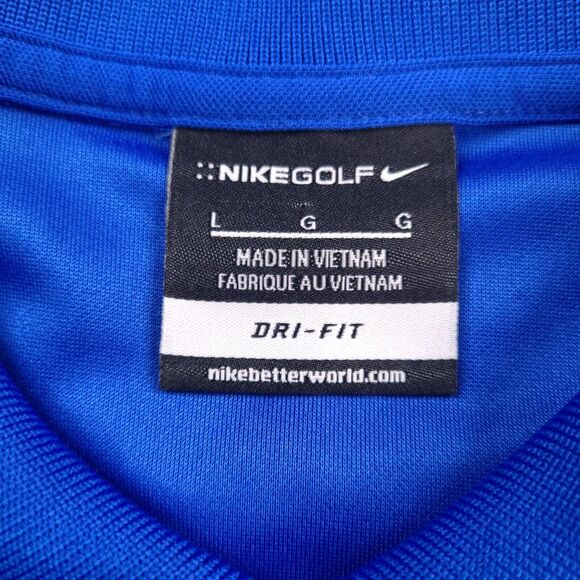 NIKEGOLF
L G G
MADE IN VIETNAM
FABRIQUE AU VIETNAM
DRI-FIT
nikebetterworld.com